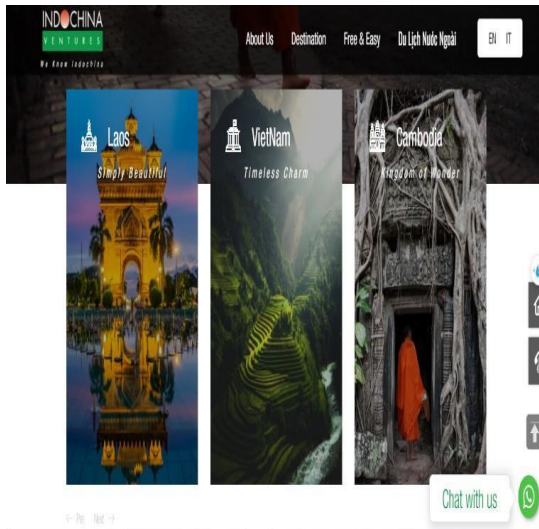 INDOCHINA
VENTURES
We Know Indochina
About Us Destination Free & Easy Du Lịch Nước Ngoài EN IT
Laos
Simply Beautiful
VietNam
Timeless Charm
Cambodia
Kingdom of Wonder
Chat with us
← Pre Next →